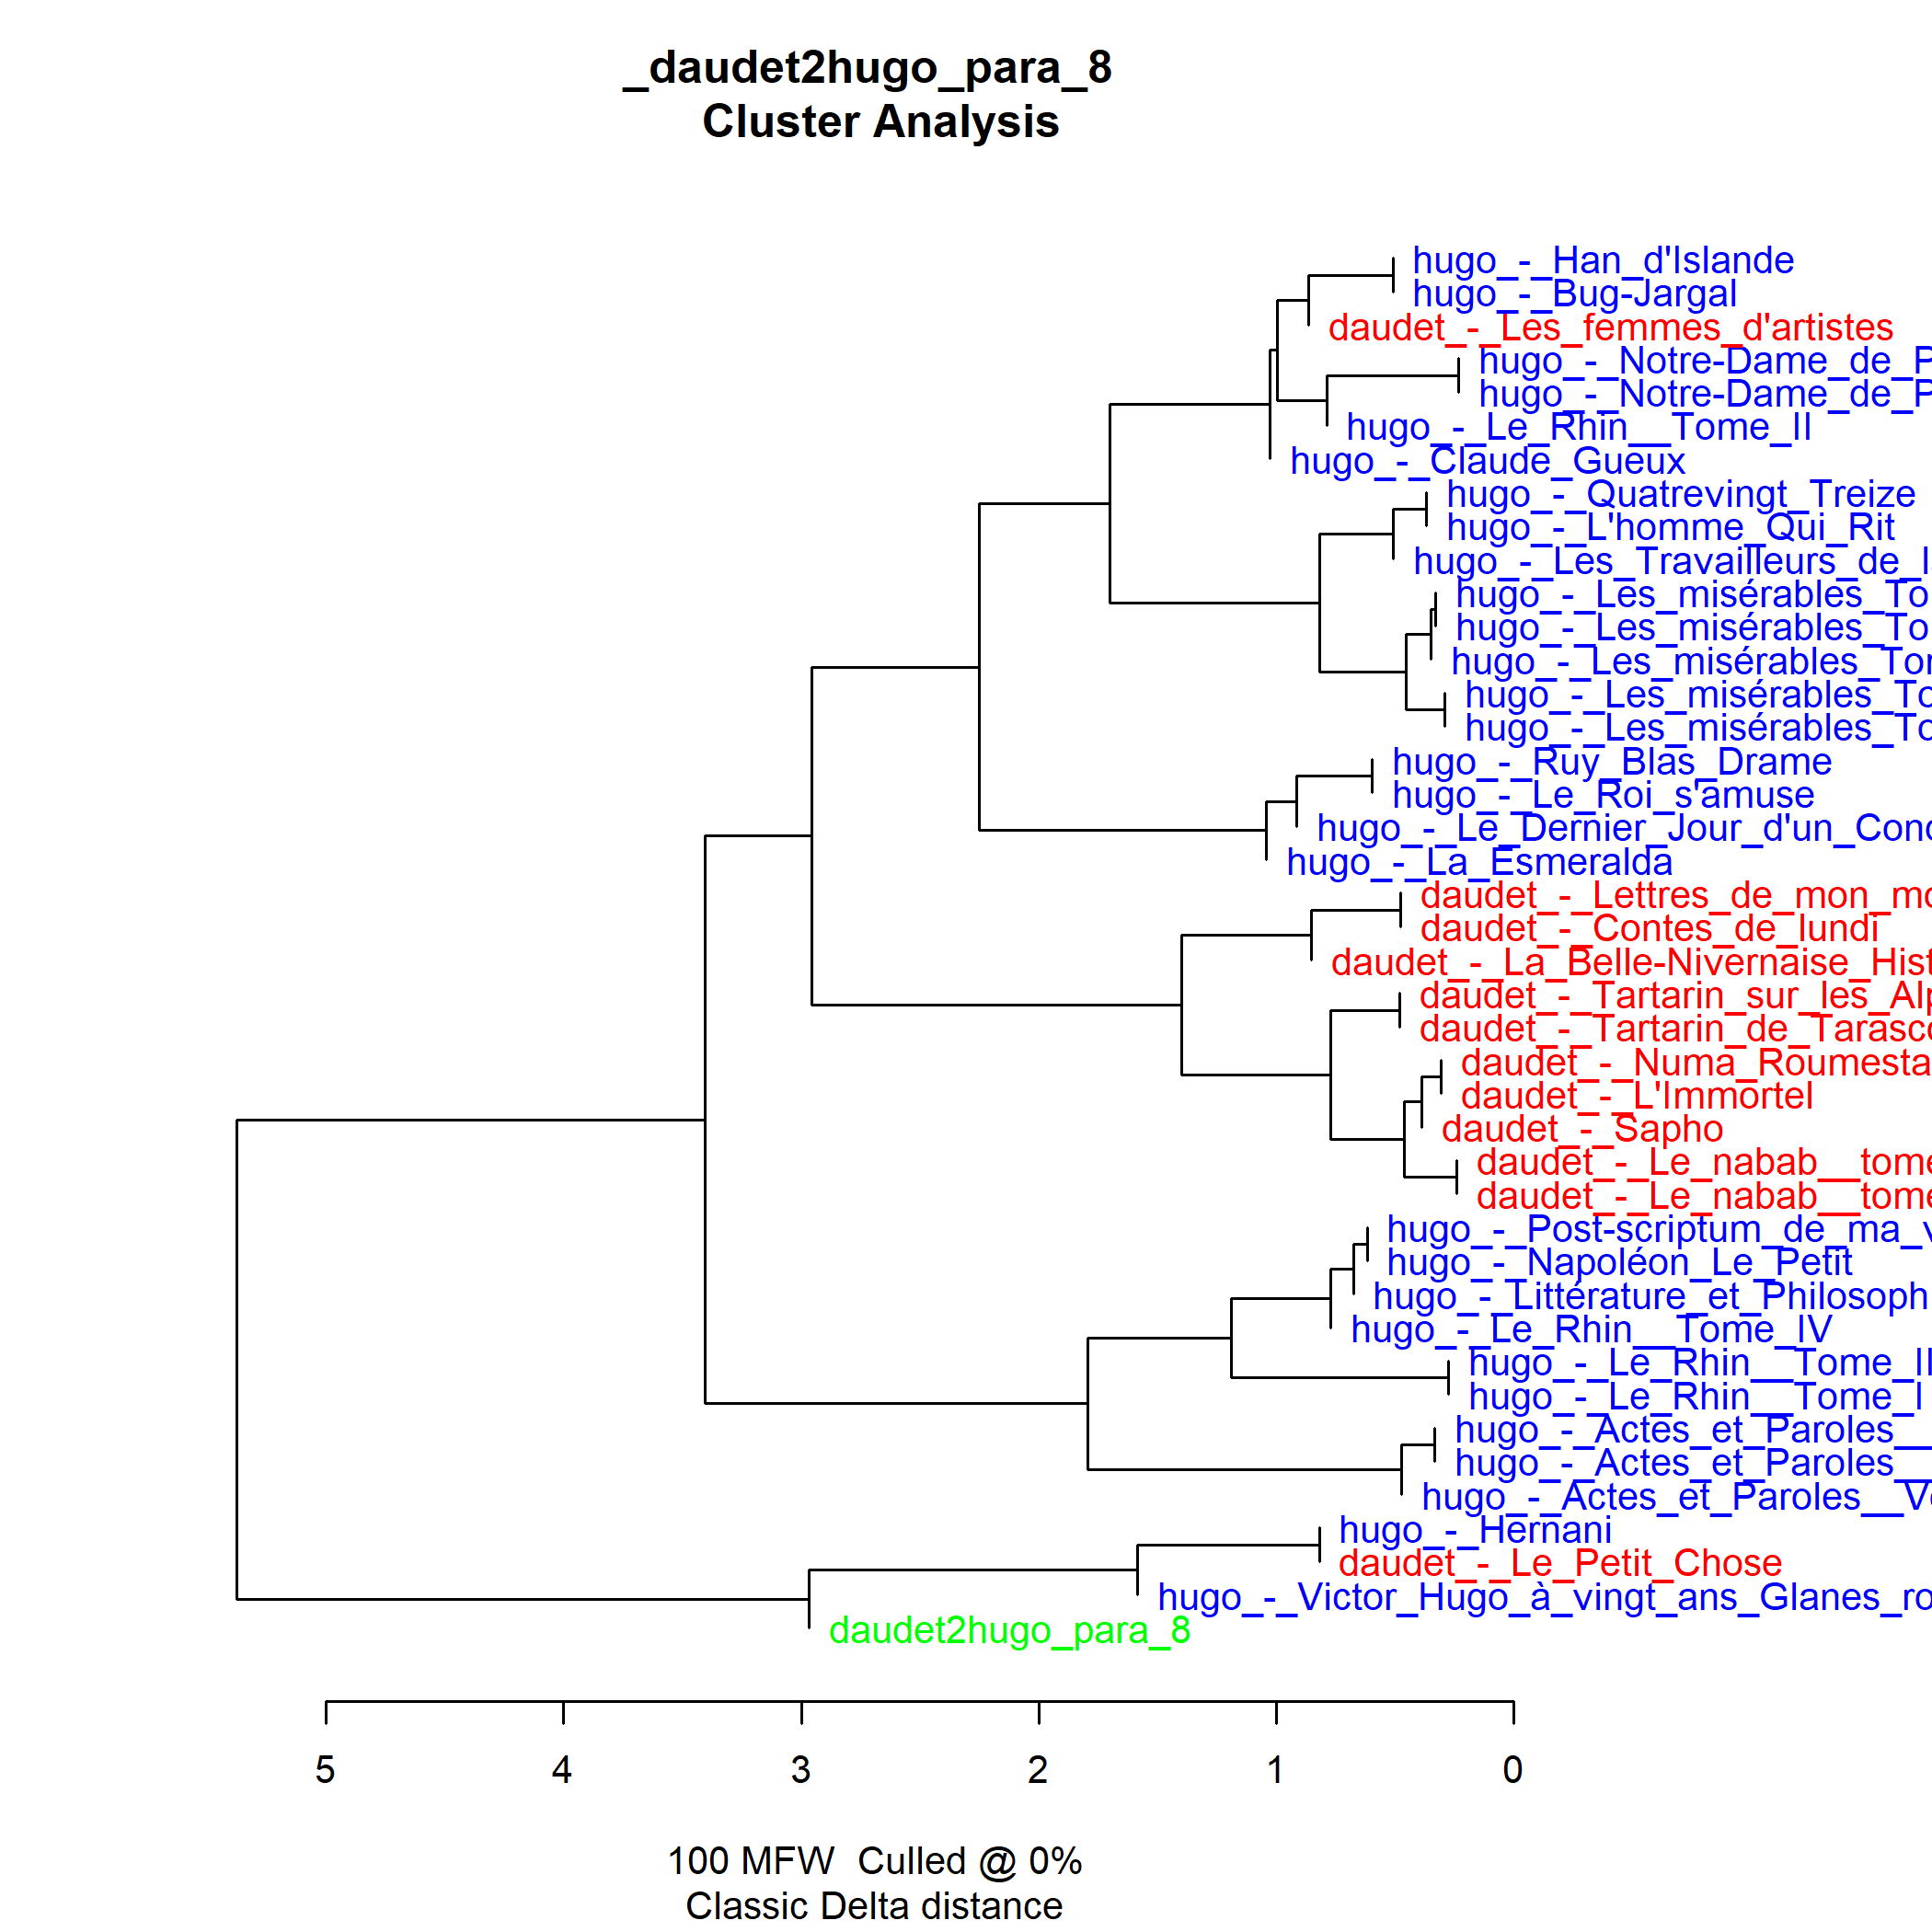 _daudet2hugo_para_8
Cluster Analysis
hugo_-_Han_d'Islande
hugo_-_Bug-Jargal
daudet_-_Les_femmes_d'artistes
hugo_-_Notre-Dame_de_P
hugo_-_Notre-Dame_de_P
hugo_-_Le_Rhin__Tome_II
hugo_-_Claude_Gueux
hugo_-_Quatrevingt_Treize
hugo_-_L'homme_Qui_Rit
hugo_-_Les_Travailleurs_de_l
hugo_-_Les_misérables_To
hugo_-_Les_misérables_To
hugo_-_Les_misérables_Tor
hugo_-_Les_misérables_To
hugo_-_Les_misérables_To
hugo_-_Ruy_Blas_Drame
hugo_-_Le_Roi_s'amuse
hugo_-_Le_Dernier_Jour_d'un_Cond
hugo_-_La_Esmeralda
daudet_-_Lettres_de_mon_mo
daudet_-_Contes_de_lundi
daudet_-_La_Belle-Nivernaise_Hist
daudet_-_Tartarin_sur_les_Alp
daudet_-_Tartarin_de_Tarasco
daudet_-_Numa_Roumesta
daudet_-_L'Immortel
daudet_-_Sapho
daudet_-_Le_nabab__tome
daudet_-_Le_nabab__tome
hugo_-_Post-scriptum_de_ma_v
hugo_-_Napoléon_Le_Petit
hugo_-_Littérature_et_Philosoph
hugo_-_Le_Rhin__Tome_IV
hugo_-_Le_Rhin__Tome_II
hugo_-_Le_Rhin__Tome_I
hugo_-_Actes_et_Paroles__
hugo_-_Actes_et_Paroles__
hugo_-_Actes_et_Paroles__Vo
hugo_-_Hernani
daudet_-_Le_Petit_Chose
hugo_-_Victor_Hugo_à_vingt_ans_Glanes_ro
daudet2hugo_para_8
5 4 3 2 1 0
100 MFW Culled @ 0%
Classic Delta distance